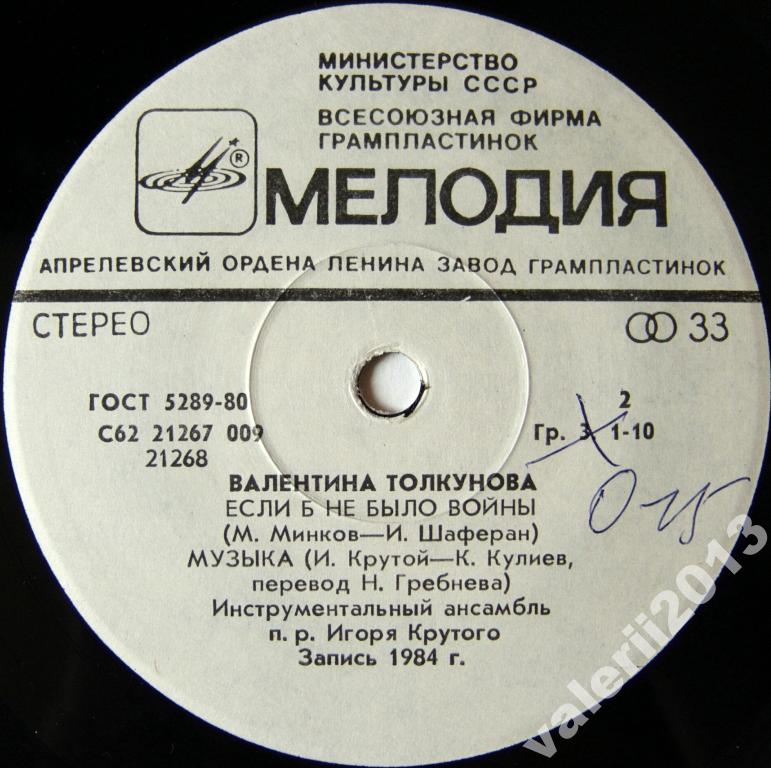 МИНИСТЕРСТВО
КУЛЬТУРЫ СССР
ВСЕСОЮЗНАЯ ФИРМА
ГРАМПЛАСТИНОК
®
МЕЛОДИЯ
АПРЕЛЕВСКИЙ ОРДЕНА ЛЕНИНА ЗАВОД ГРАМПЛАСТИНОК
СТЕРЕО
33
ГОСТ 5289-80
2
С62 21267 009
Гр. 3. 1-10
21268
0-15
ВАЛЕНТИНА ТОЛКУНОВА
ЕСЛИ Б НЕ БЫЛО ВОЙНЫ
(М. Минков—И. Шаферан)
МУЗЫКА (И. Крутой—К. Кулиев,
перевод Н. Гребнева)
Инструментальный ансамбль
п. р. Игоря Крутого
Запись 1984 г.
valerii2013